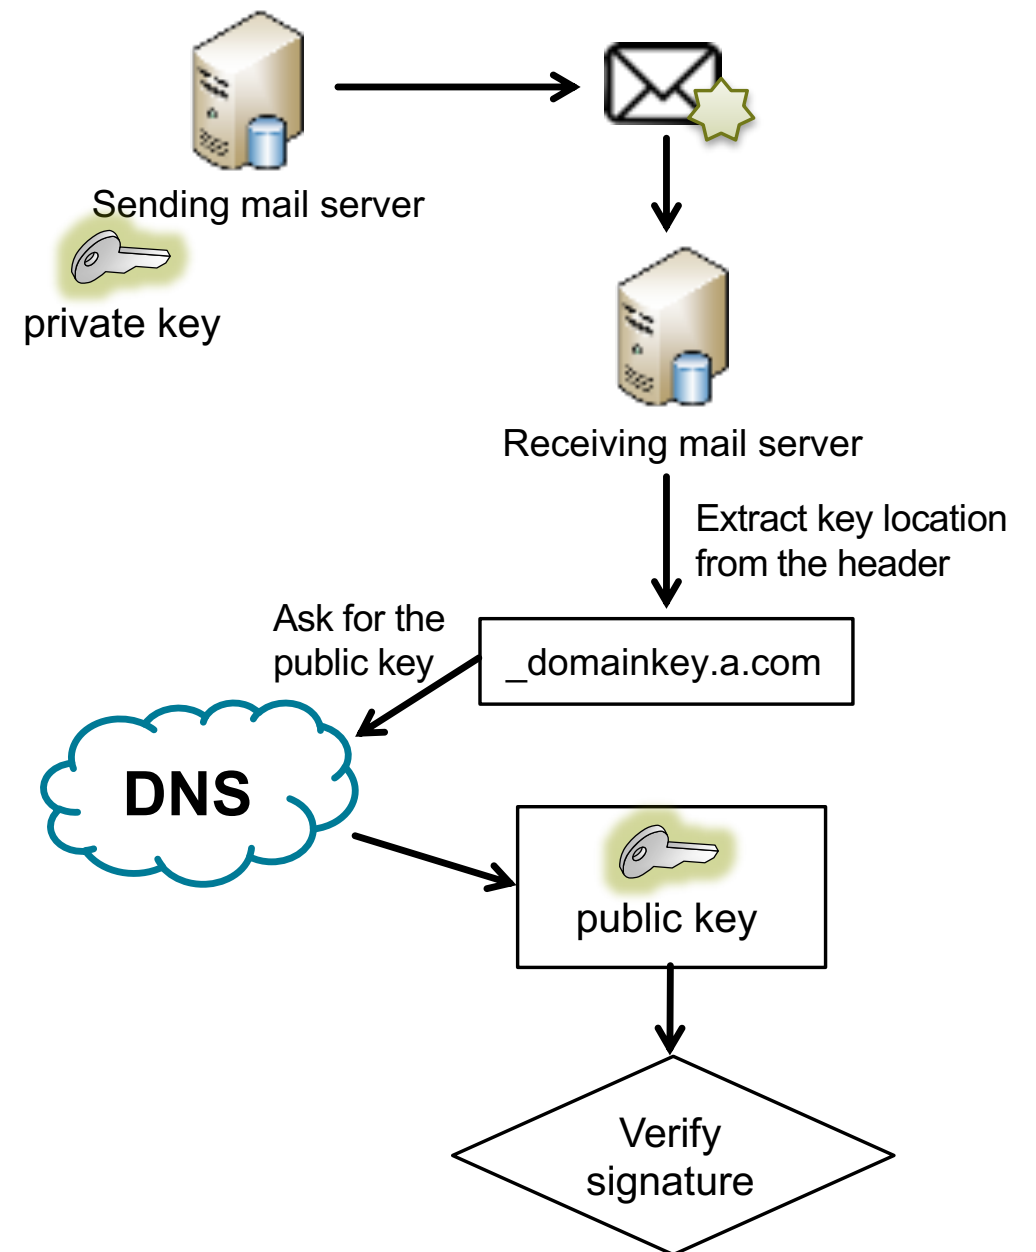 Sending mail server
private key
Receiving mail server
Extract key location
from the header
Ask for the
public key
_domainkey.a.com
DNS
public key
Verify
signature